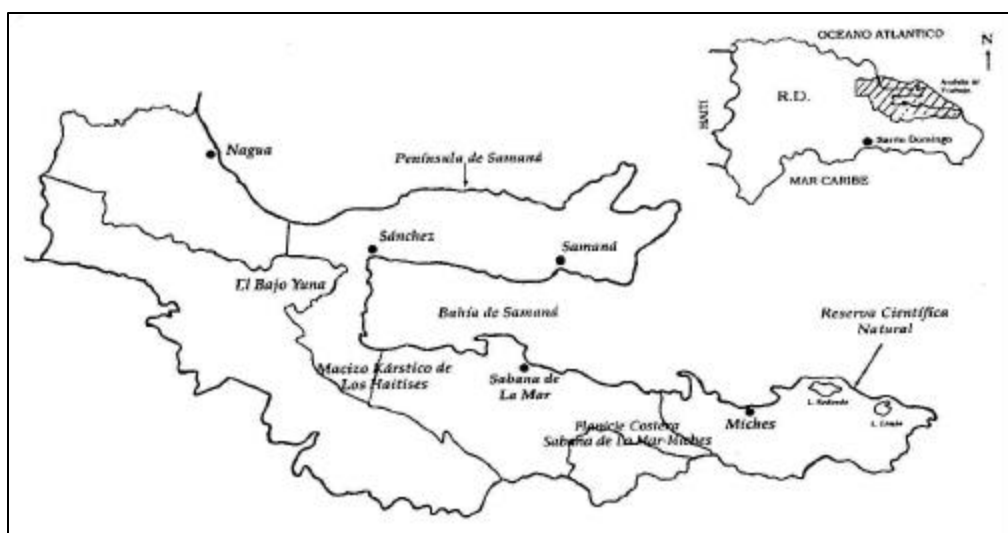 OCEANO ATLANTICO
N
R.D.
HAITI
Santo Domingo
MAR CARIBE
Nagua
Península de Samaná
Sánchez
Samaná
El Bajo Yuna
Bahía de Samaná
Reserva Científica
Natural
Macizo Kárstico de
Los Haitises
Sabana de
La Mar
L. Redonda
L. Limón
Miches
Planicie Costera
Sabana de La Mar-Miches